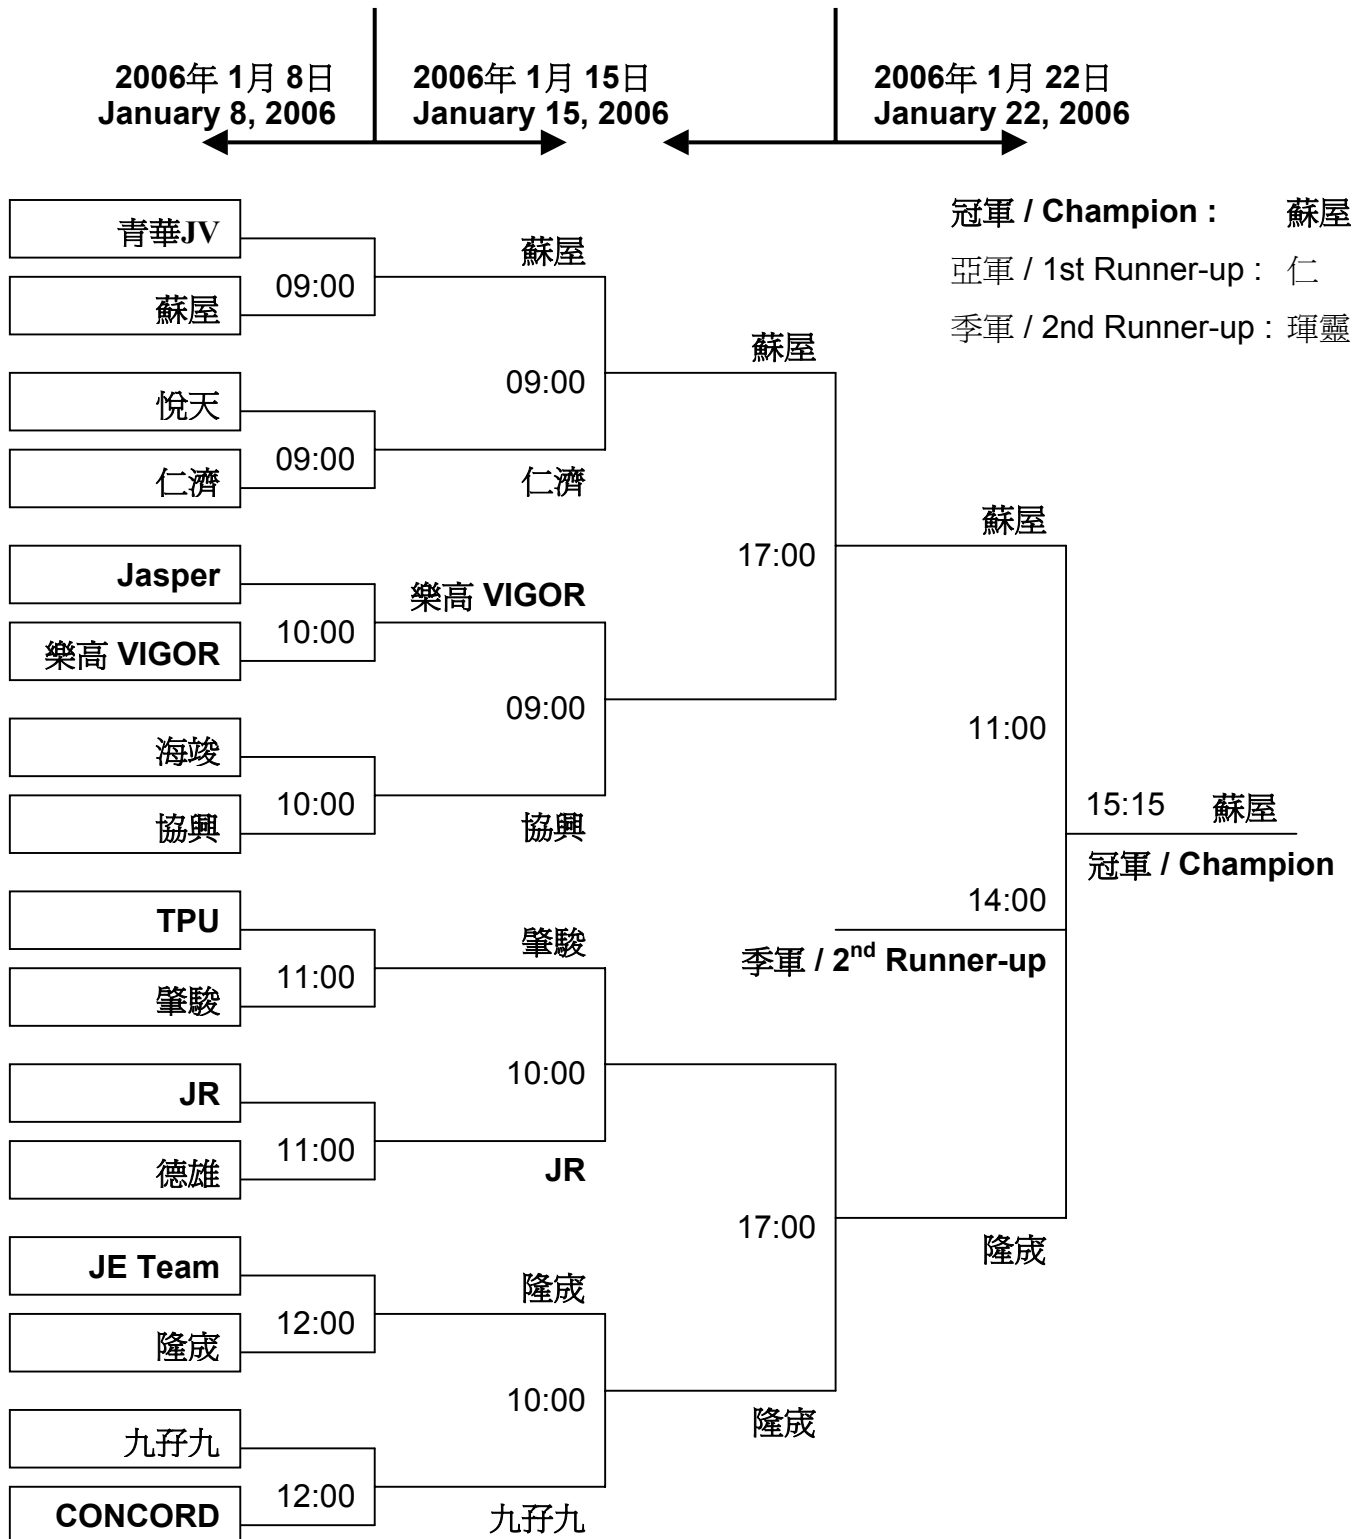 2006年 1月 8日
January 8, 2006
2006年 1月 15日
January 15, 2006
2006年 1月 22日
January 22, 2006
冠軍 / Champion : 蘇屋
亞軍 / 1st Runner-up : 仁
季軍 / 2nd Runner-up : 琿靈
青華JV
蘇屋
09:00
悅天
仁濟
09:00
Jasper
樂高 VIGOR
10:00
海竣
協興
10:00
TPU
肇駿
11:00
JR
德雄
11:00
JE Team
隆宬
12:00
九孖九
CONCORD
12:00
蘇屋
09:00
仁濟
樂高 VIGOR
09:00
協興
肇駿
10:00
JR
隆宬
10:00
九孖九
蘇屋
17:00
17:00
隆宬
蘇屋
11:00
14:00
季軍 / 2nd Runner-up
隆宬
15:15 蘇屋
冠軍 / Champion